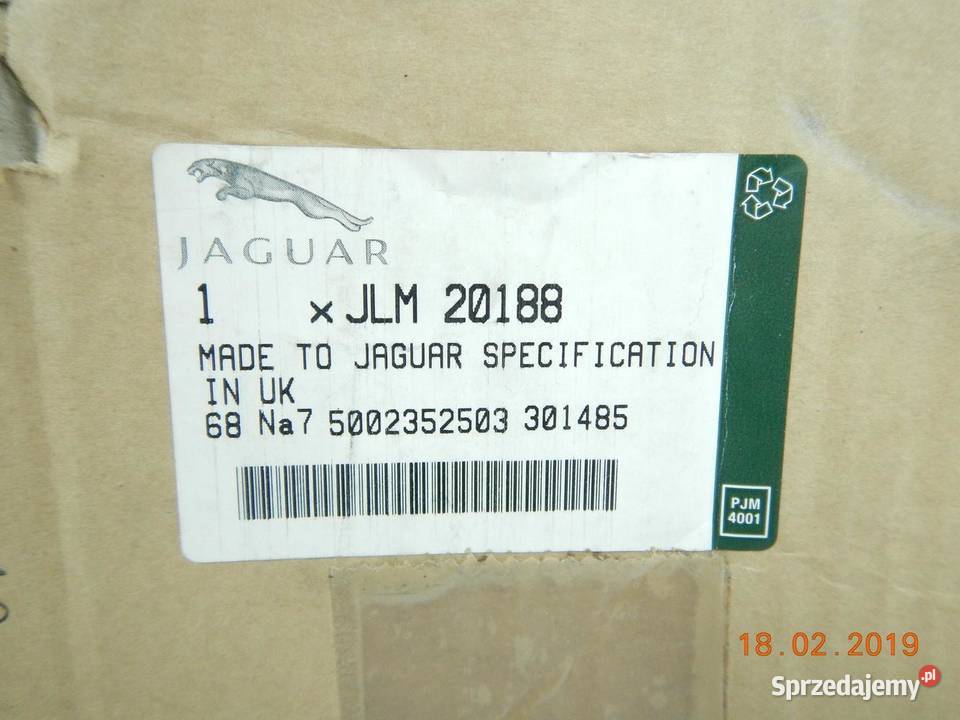 JAGUAR
1 x JLM 20188
MADE TO JAGUAR SPECIFICATION
IN UK
68 Na7 5002352503 301485
PJM
4001
18.02.2019
Sprzedajemy.pl